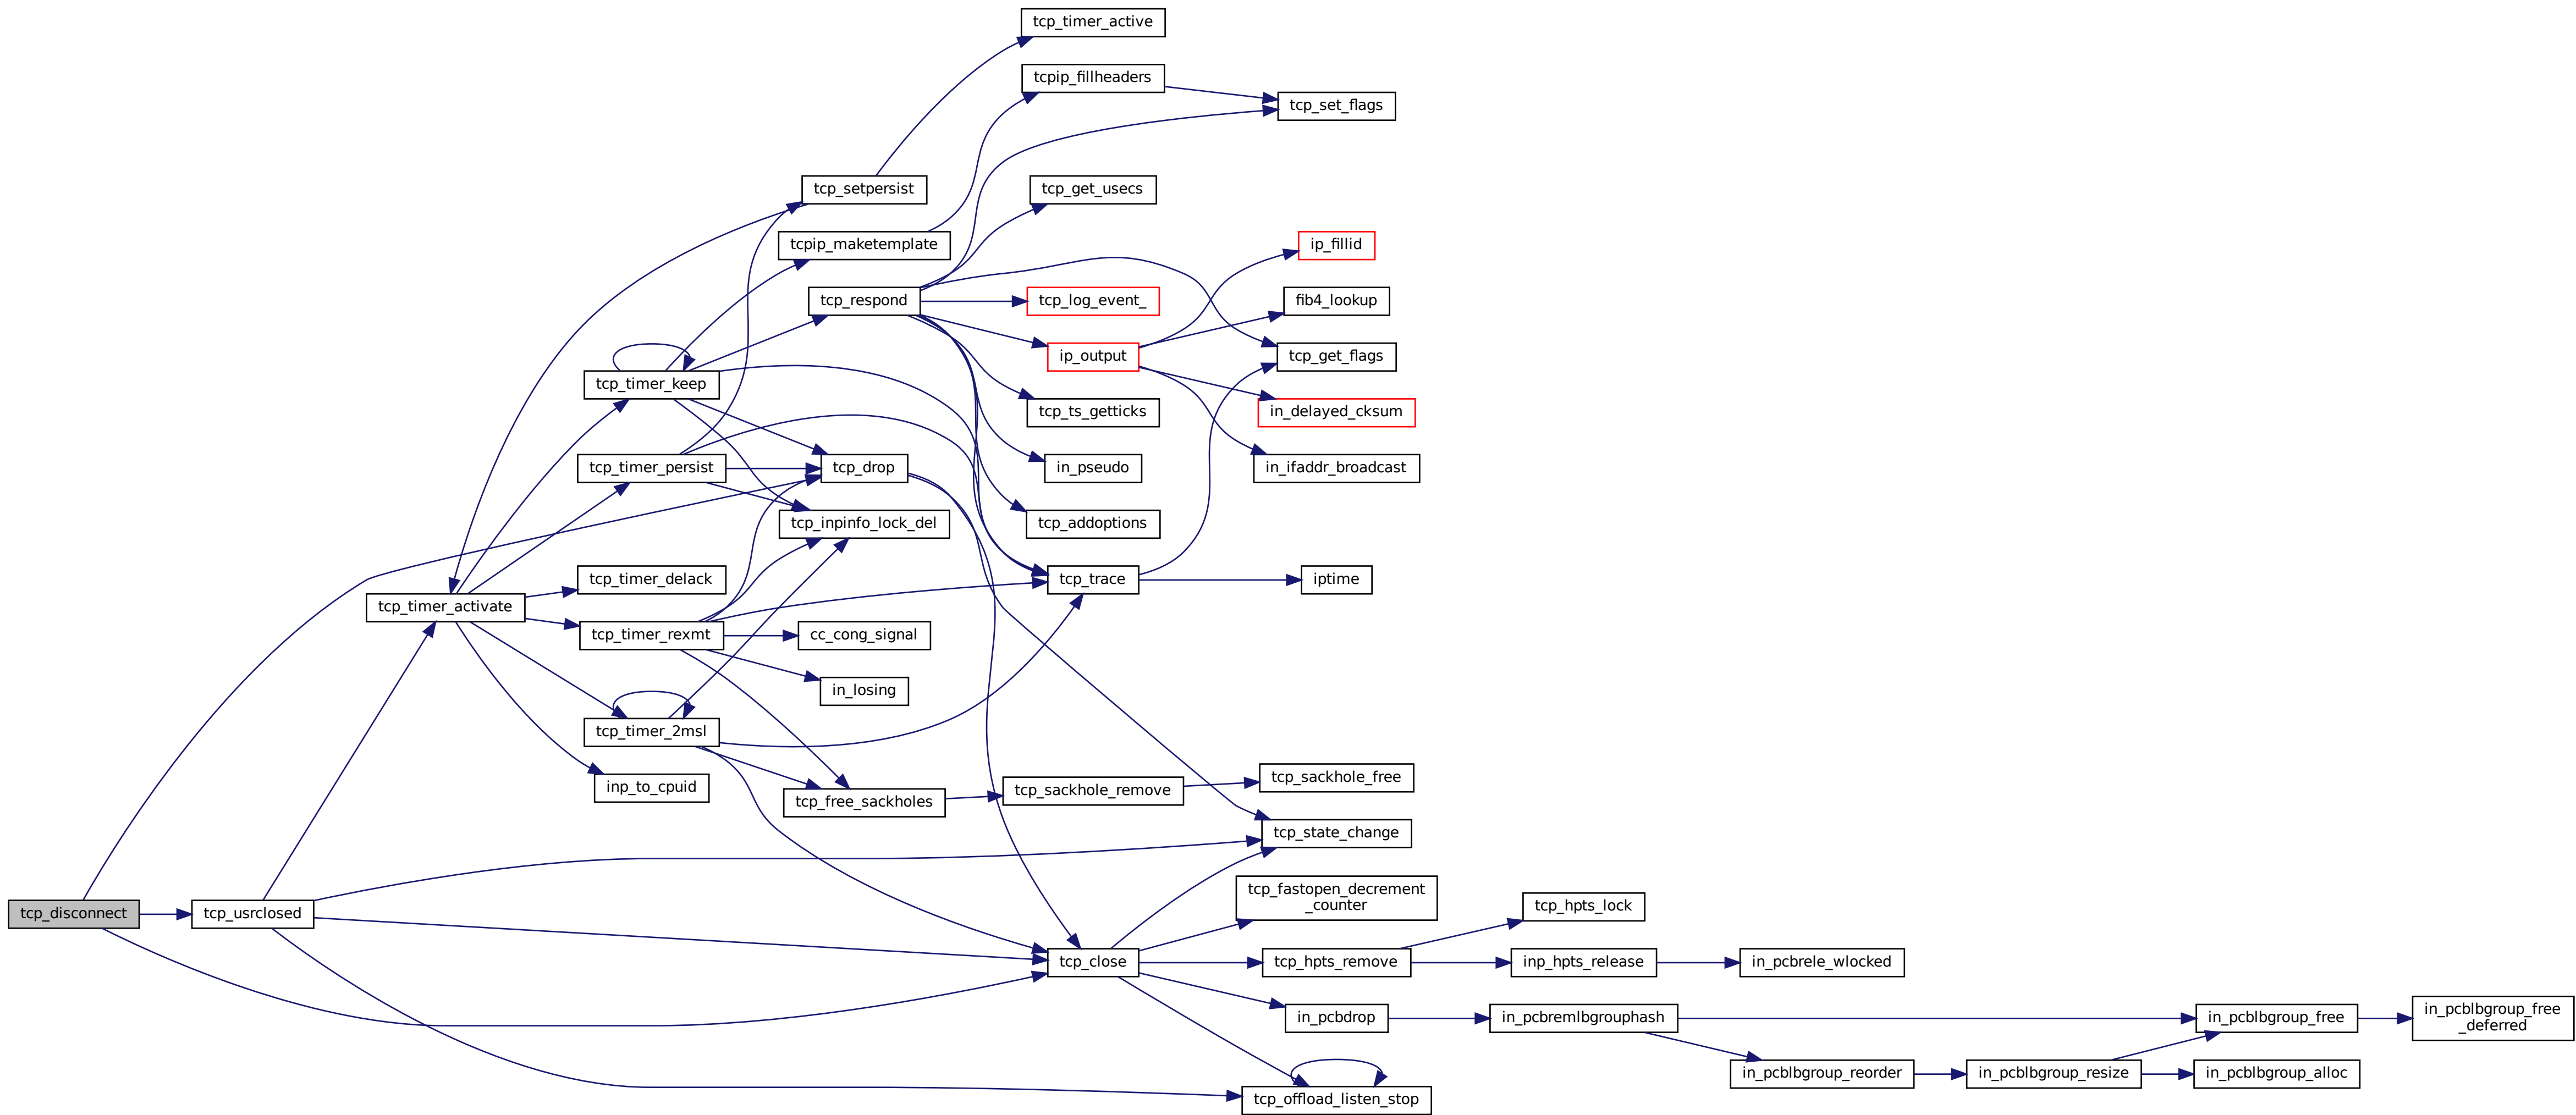 tcp_timer_active
tcpip_fillheaders
tcp_set_flags
tcp_setpersist
tcp_get_usecs
tcpip_maketemplate
ip_fillid
tcp_respond
tcp_log_event_
fib4_lookup
ip_output
tcp_get_flags
tcp_timer_keep
tcp_ts_getticks
in_delayed_cksum
tcp_timer_persist
tcp_drop
in_pseudo
in_ifaddr_broadcast
tcp_inpinfo_lock_del
tcp_addoptions
tcp_timer_delack
tcp_trace
iptime
tcp_timer_activate
tcp_timer_rexmt
cc_cong_signal
in_losing
tcp_timer_2msl
inp_to_cpuid
tcp_free_sackholes
tcp_sackhole_remove
tcp_sackhole_free
tcp_state_change
tcp_disconnect
tcp_usrclosed
tcp_fastopen_decrement
_counter
tcp_hpts_lock
tcp_close
tcp_hpts_remove
inp_hpts_release
in_pcbrele_wlocked
in_pcbdrop
in_pcbremlbgrouphash
in_pcblbgroup_free
in_pcblbgroup_free
_deferred
in_pcblbgroup_reorder
in_pcblbgroup_resize
in_pcblbgroup_alloc
tcp_offload_listen_stop